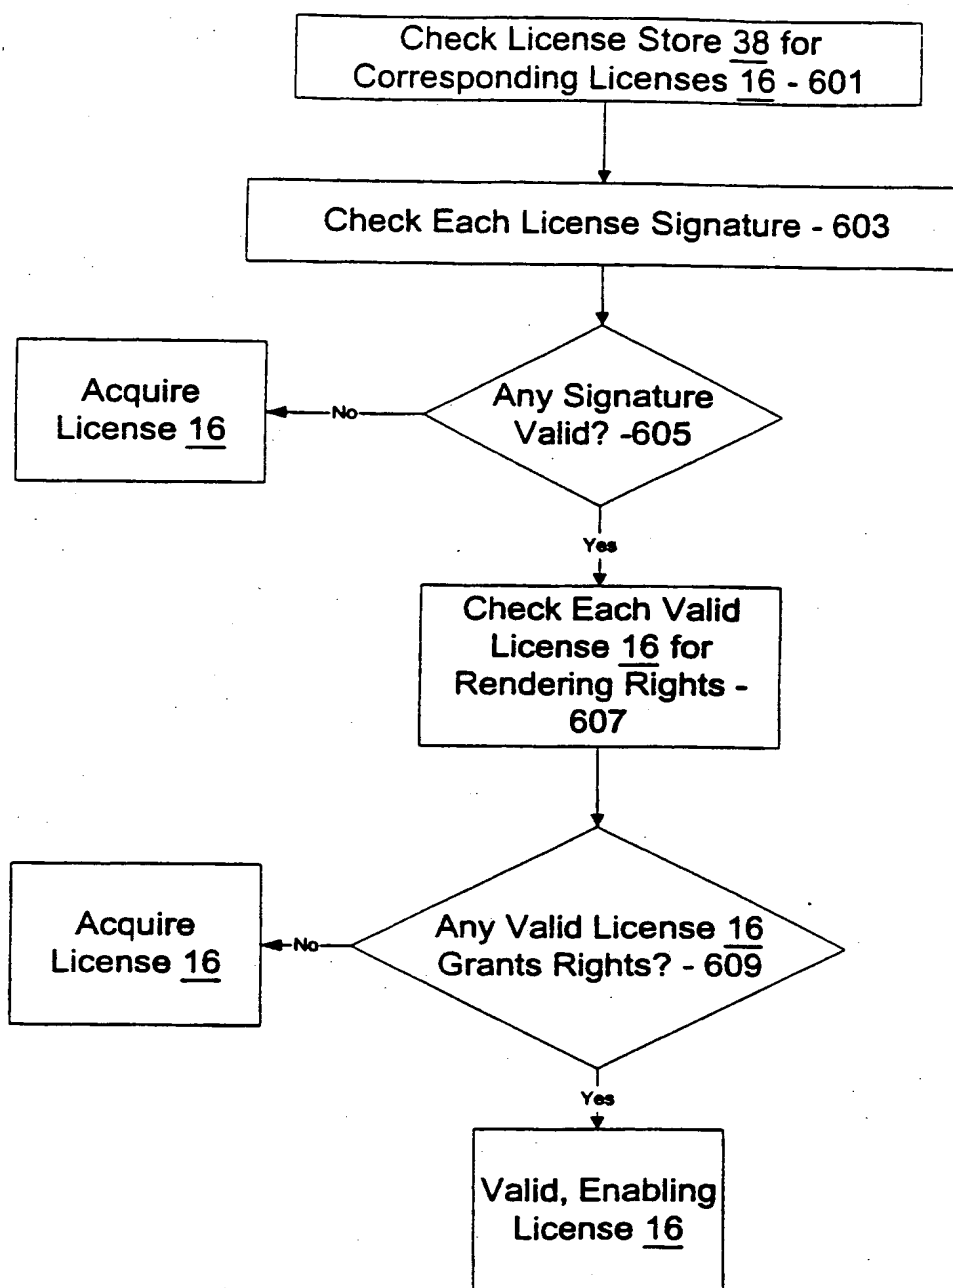 Check License Store 38 for
Corresponding Licenses 16 - 601
Check Each License Signature - 603
Any Signature
Valid? -605
No
Acquire
License 16
Yes
Check Each Valid
License 16 for
Rendering Rights -
607
Any Valid License 16
Grants Rights? - 609
No
Acquire
License 16
Yes
Valid, Enabling
License 16